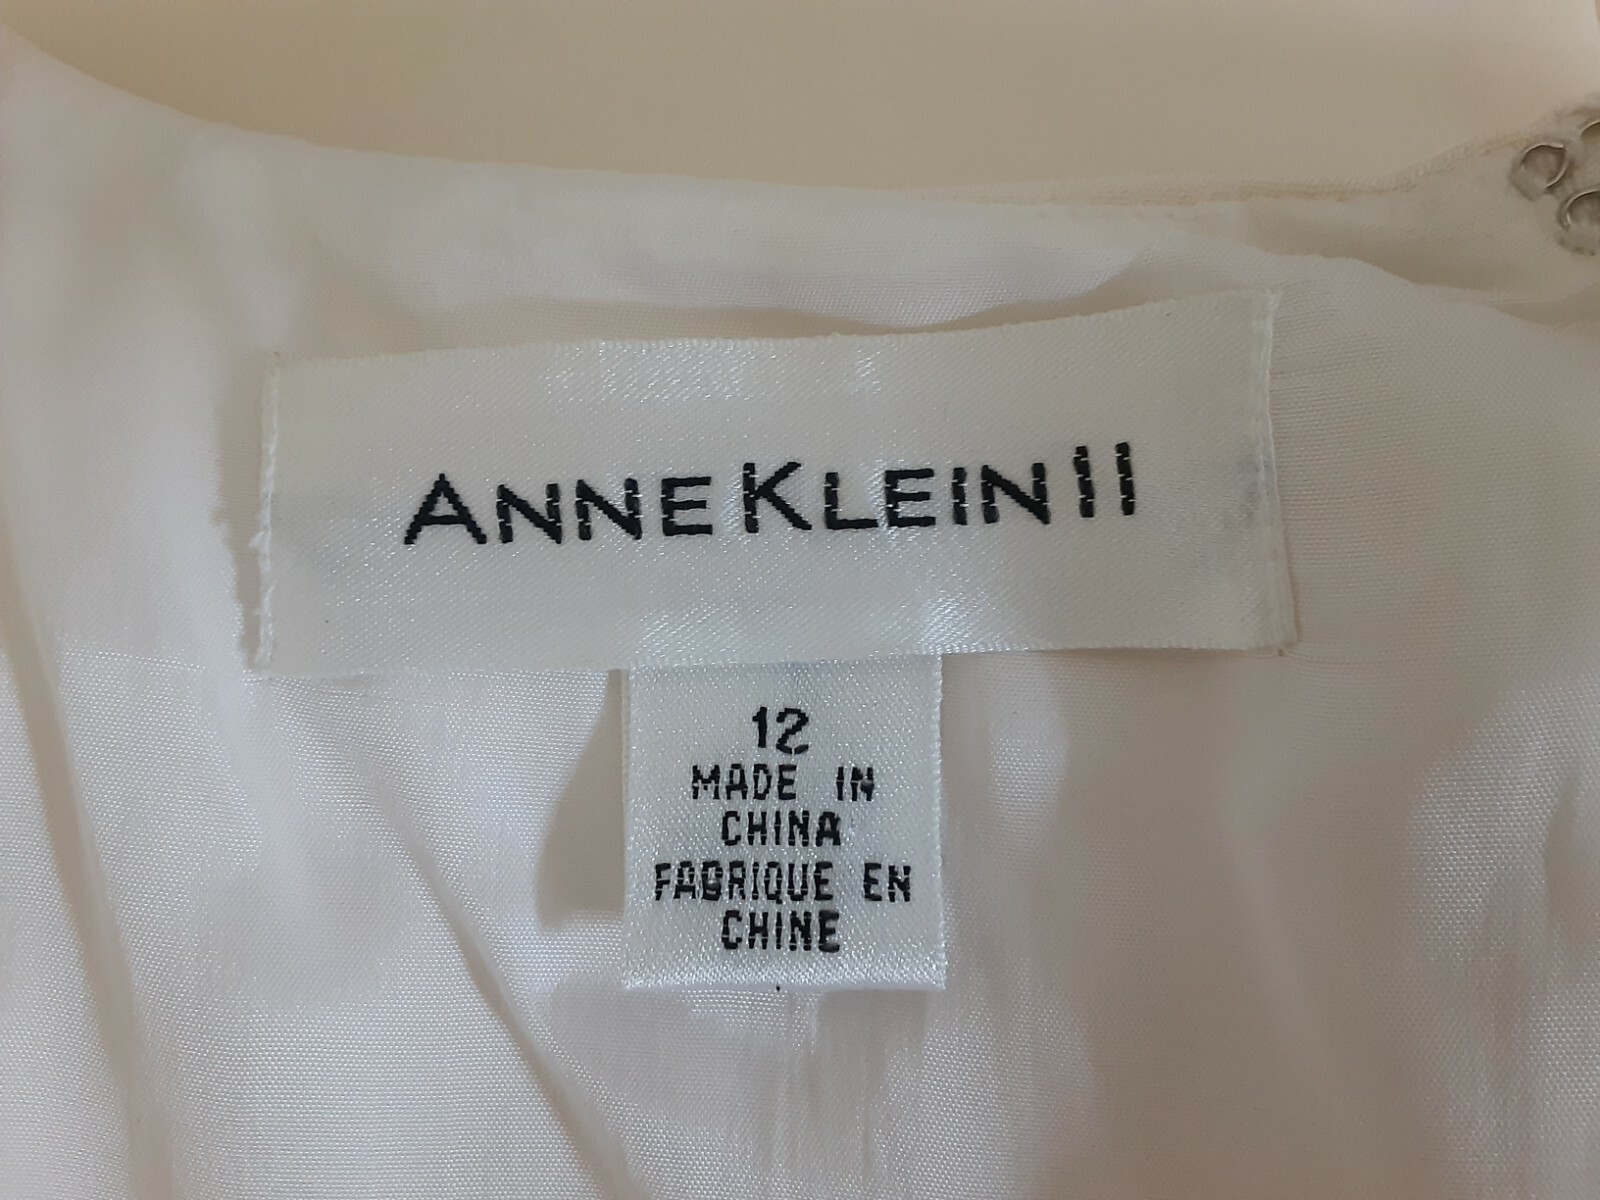 ANNE KLEIN II
12
MADE IN
CHINA
FABRIQUE EN
CHINE